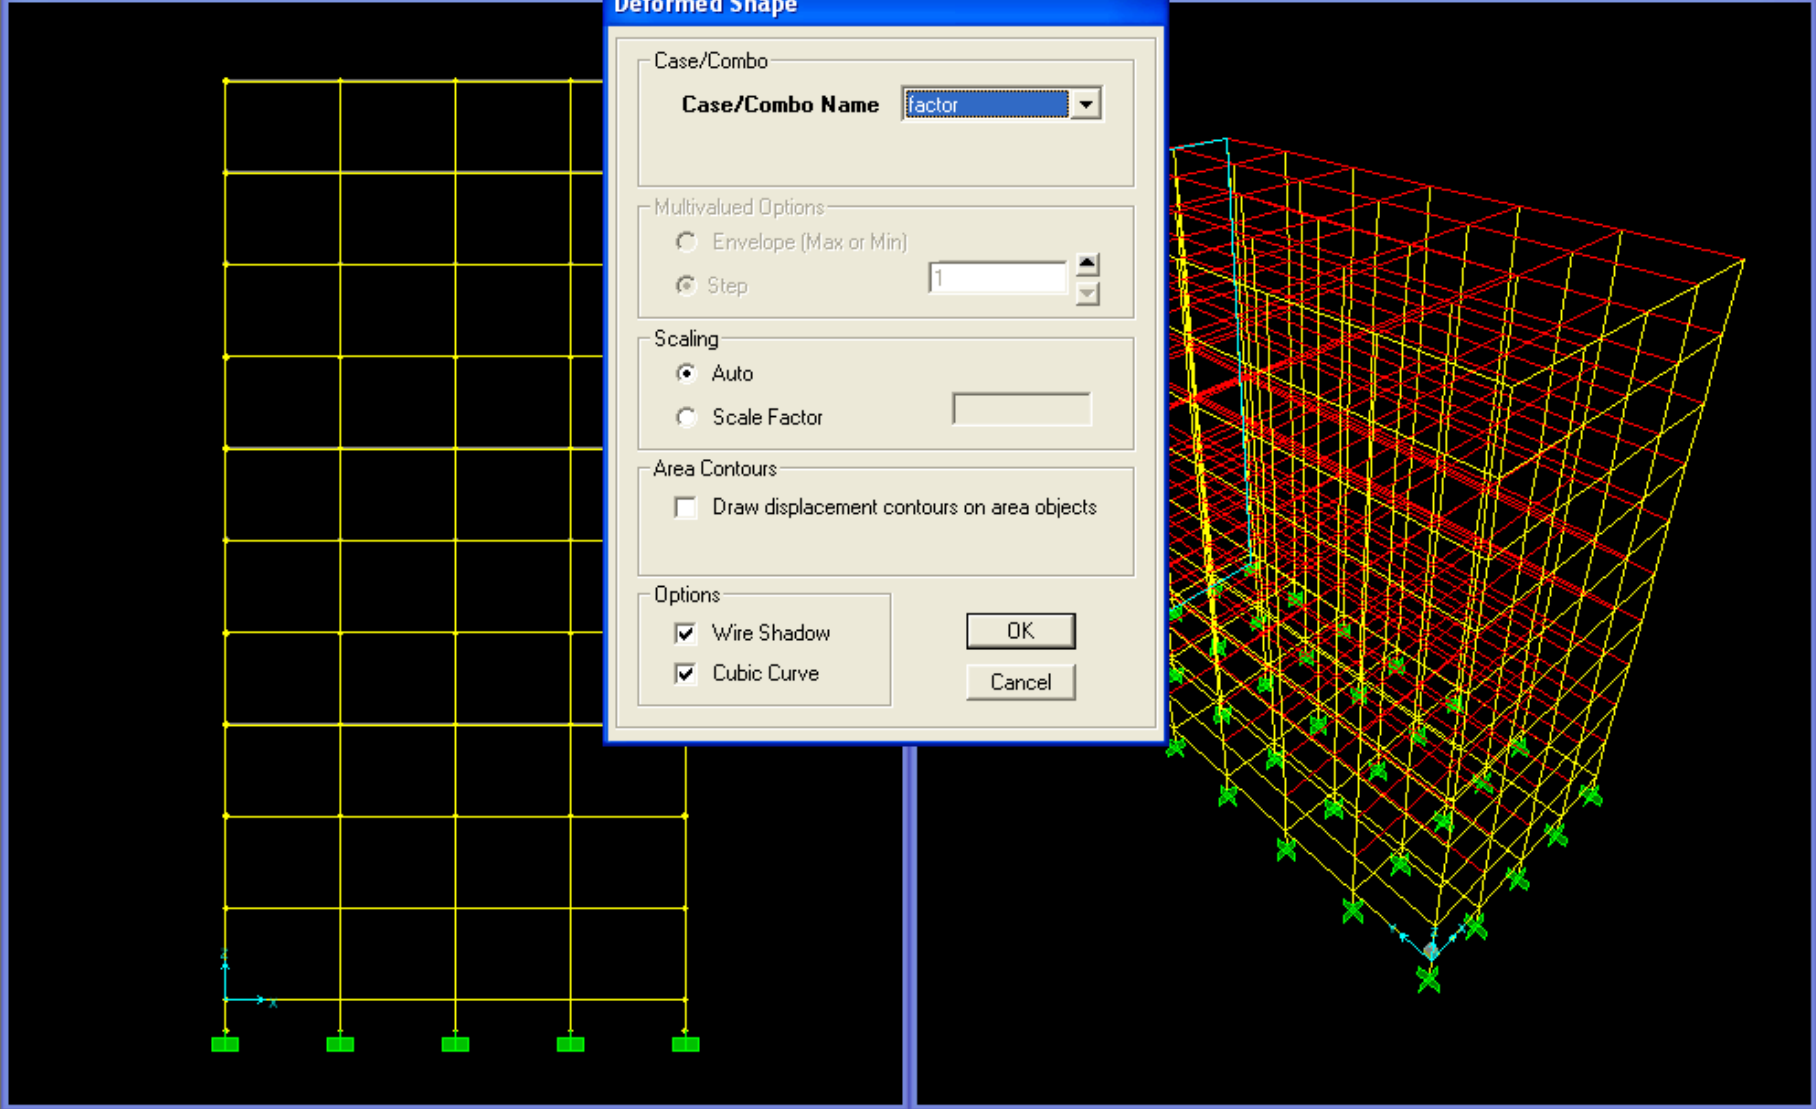 Deformed Shape
Case/Combo
Case/Combo Name factor
Multivalued Options
Envelope (Max or Min)
Step 1
Scaling
Auto
Scale Factor
Area Contours
Draw displacement contours on area objects
Options
Wire Shadow
OK
Cubic Curve
Cancel
X